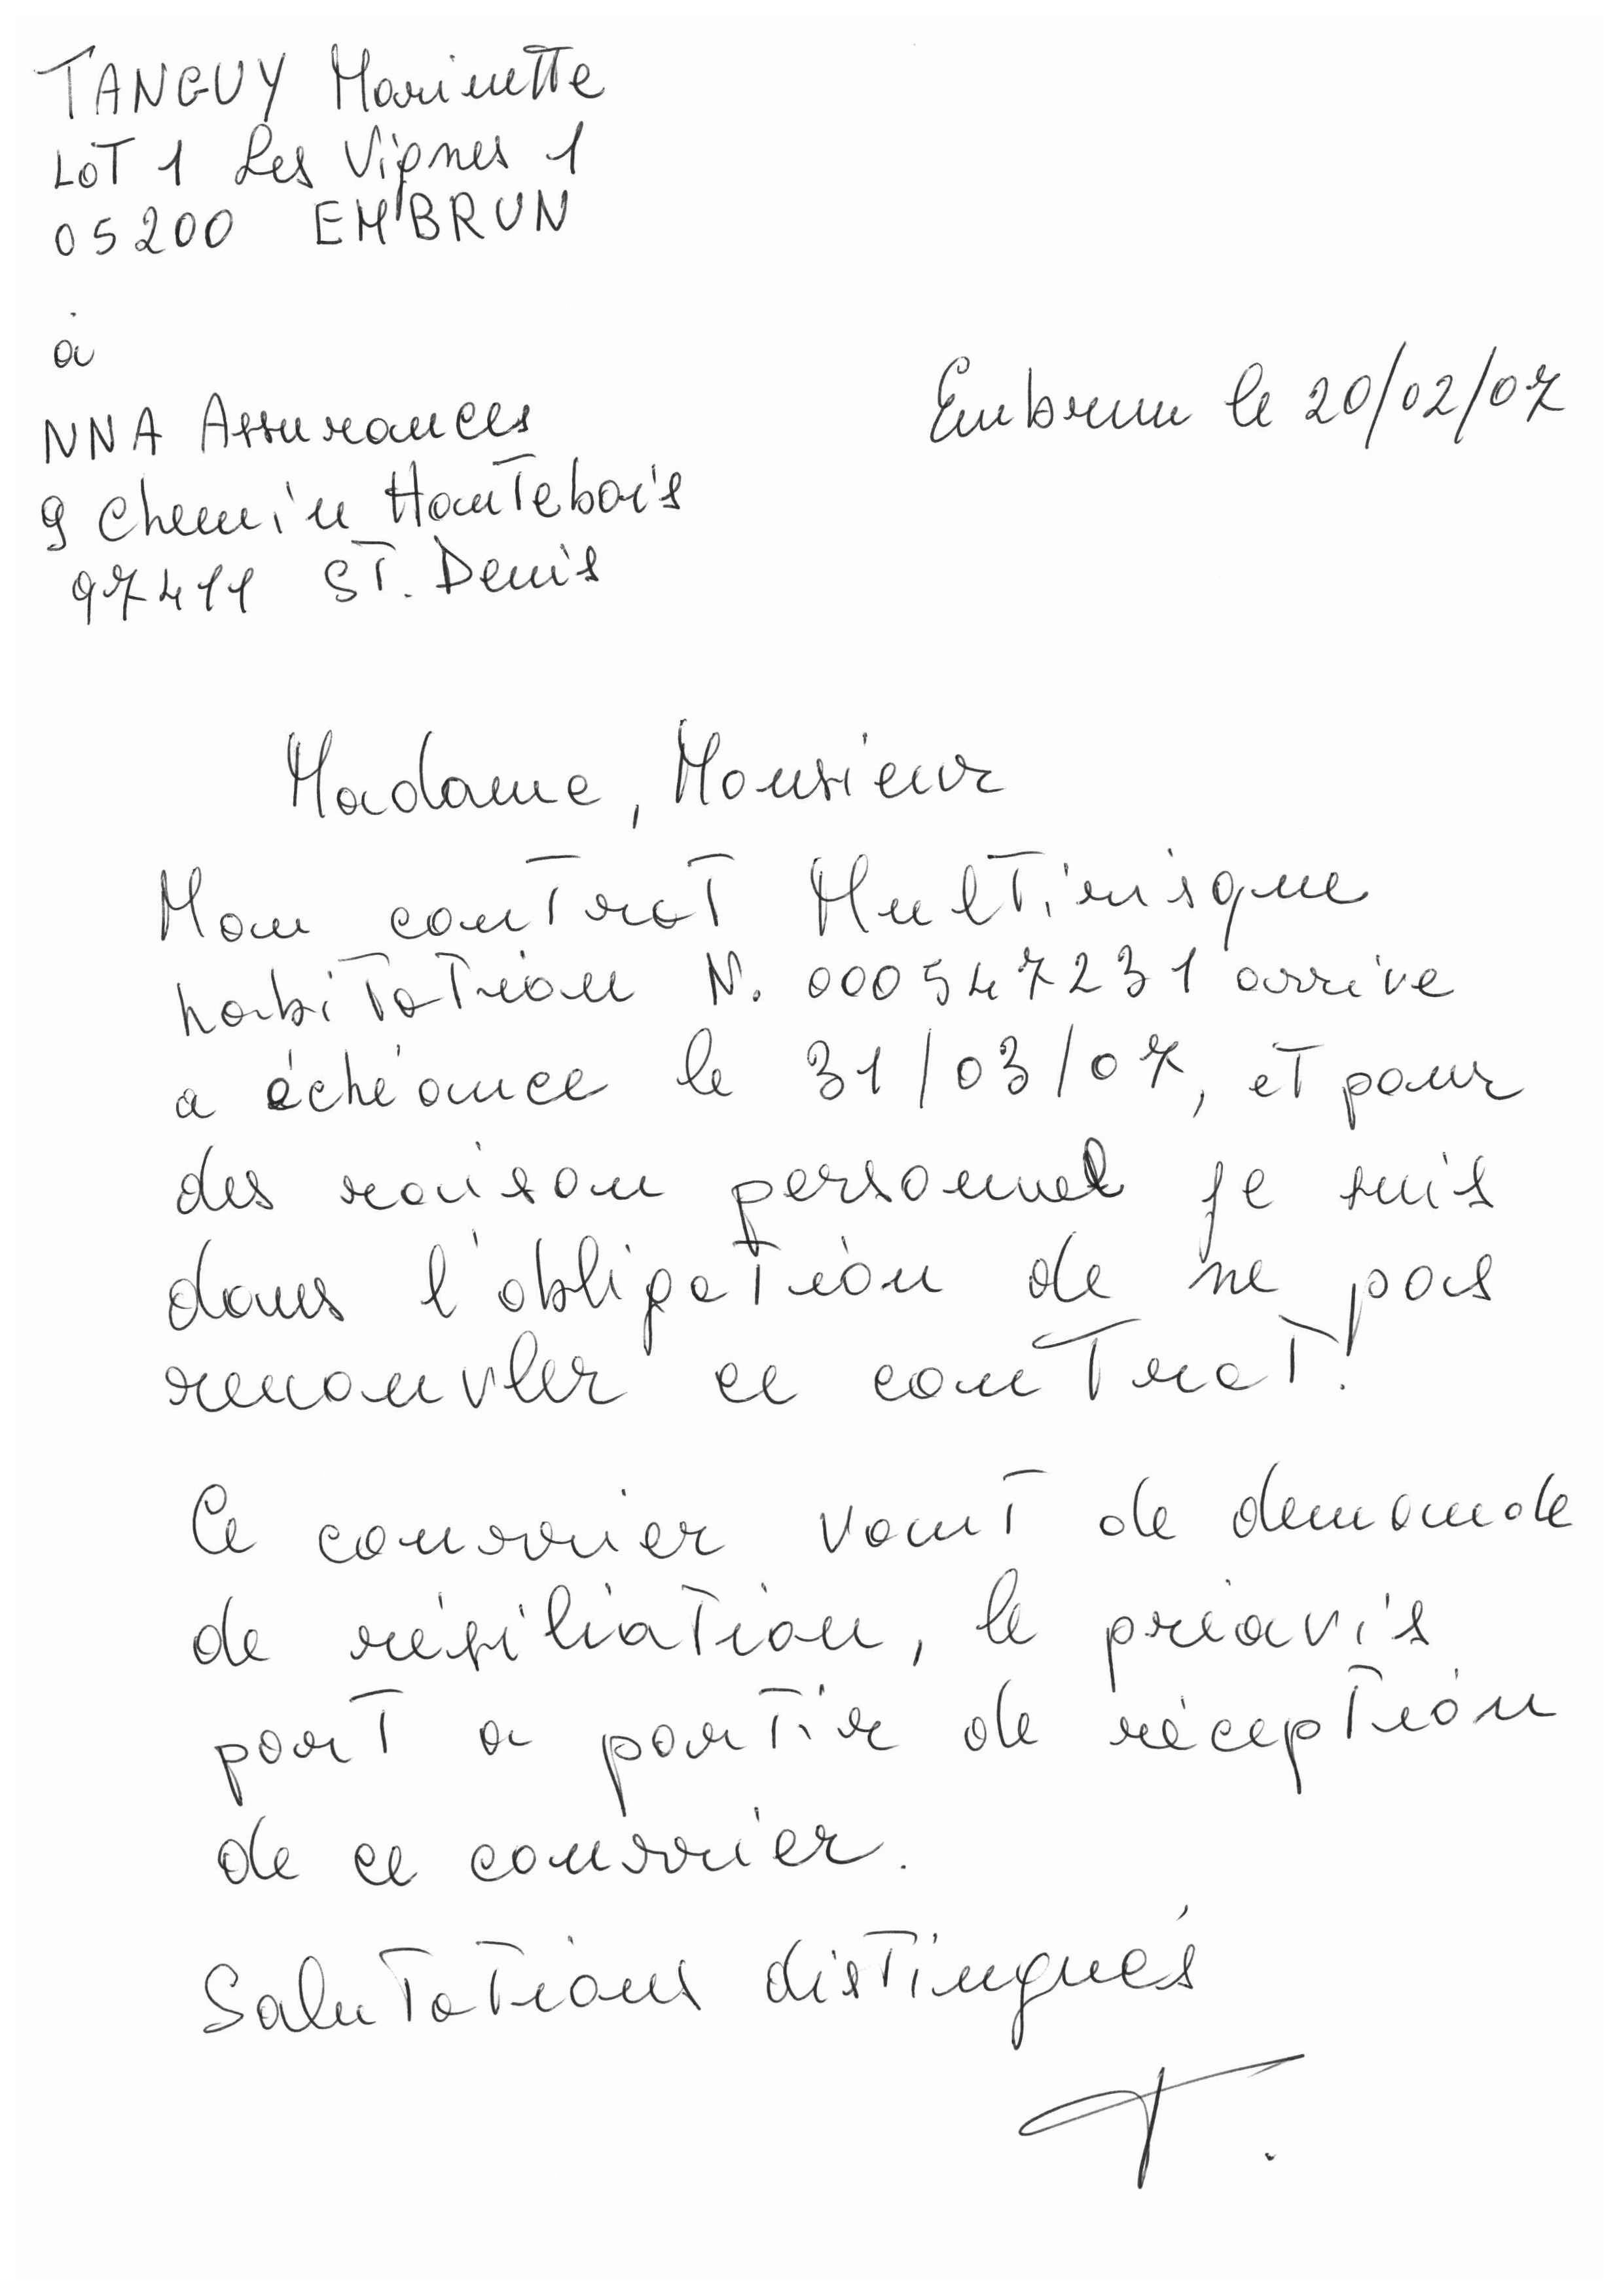 TANGUY Marinette
LOT 1 Les Vignes 1
05200 EMBRUN
à
Embrun le 20/02/07
NNA Assurances
9 chemin Hautebois
97411 ST. Denis
Madame, Monsieur
Mon contrat Multirisque
habitation N. 000547231 arrive
a échéance le 31/03/07, et pour
des raison personnel je suis
dans l'obligation de ne pas
renouvler ce contrat.
Ce courrier vaut de demande
de résiliation, le préavis
part a partir de réception
de ce courrier.
Salutations distingués
T.